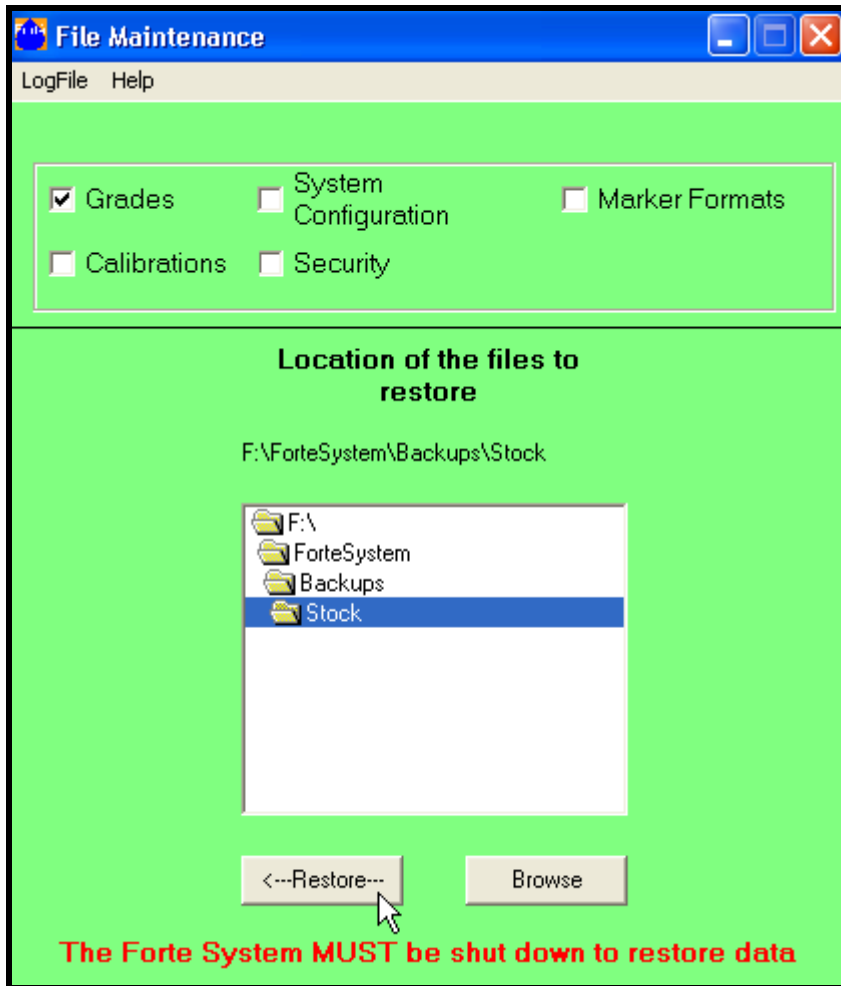 File Maintenance
LogFile Help
Grades
System
Configuration
Marker Formats
Calibrations
Security
Location of the files to
restore
F:\ForteSystem\Backups\Stock
F:\
ForteSystem
Backups
Stock
<---Restore---
Browse
The Forte System MUST be shut down to restore data